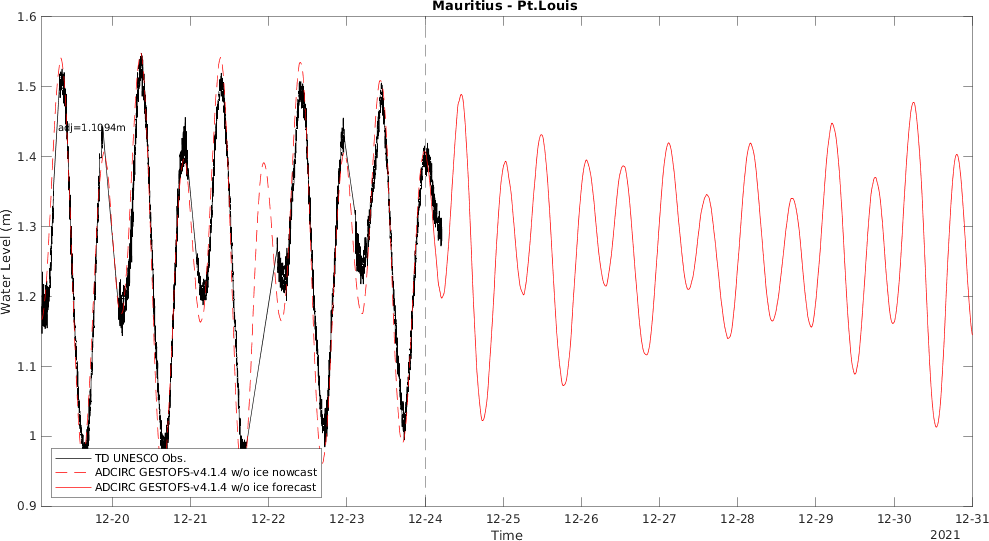 Mauritius - Pt.Louis
1.6
1.5
1.4
1.3
1.2
1.1
1
0.9
Water Level (m)
adj=1.1094m
TD UNESCO Obs.
ADCIRC GESTOFS-v4.1.4 w/o ice nowcast
ADCIRC GESTOFS-v4.1.4 w/o ice forecast
12-20 12-21 12-22 12-23 12-24 12-25 12-26 12-27 12-28 12-29 12-30 12-31
Time
2021